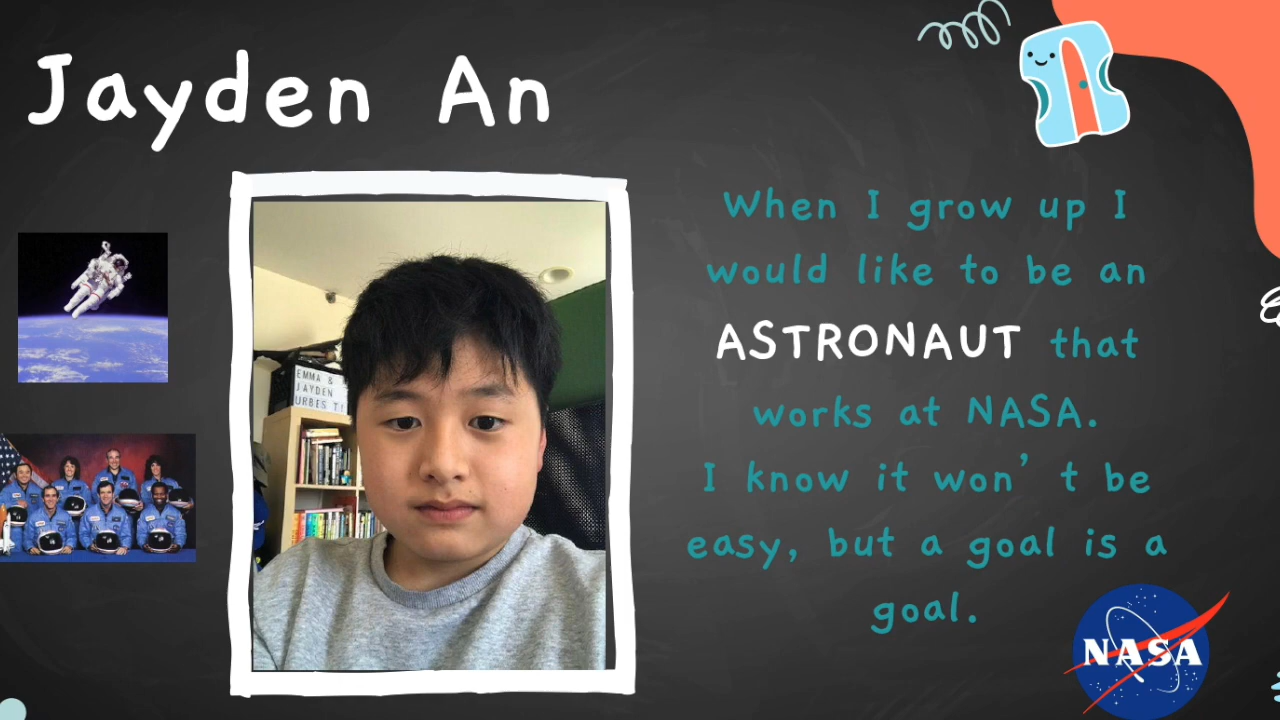 Jayden An
EMMA &
JAYDEN
URBES T!
When I grow up I
would like to be an
ASTRONAUT that
works at NASA.
I know it won't be
easy, but a goal is a
goal.
NASA